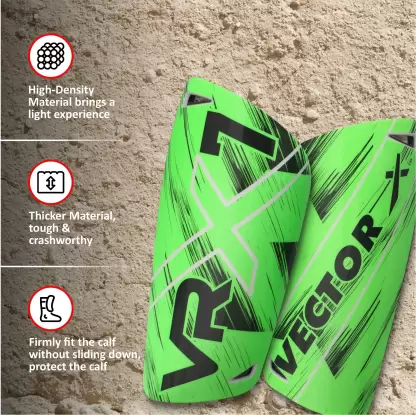 High-Density
Material brings a
light experience
Thicker Material,
tough &
crashworthy
Firmly fit the calf
without sliding down,
protect the calf
VRX7
VECTOR X